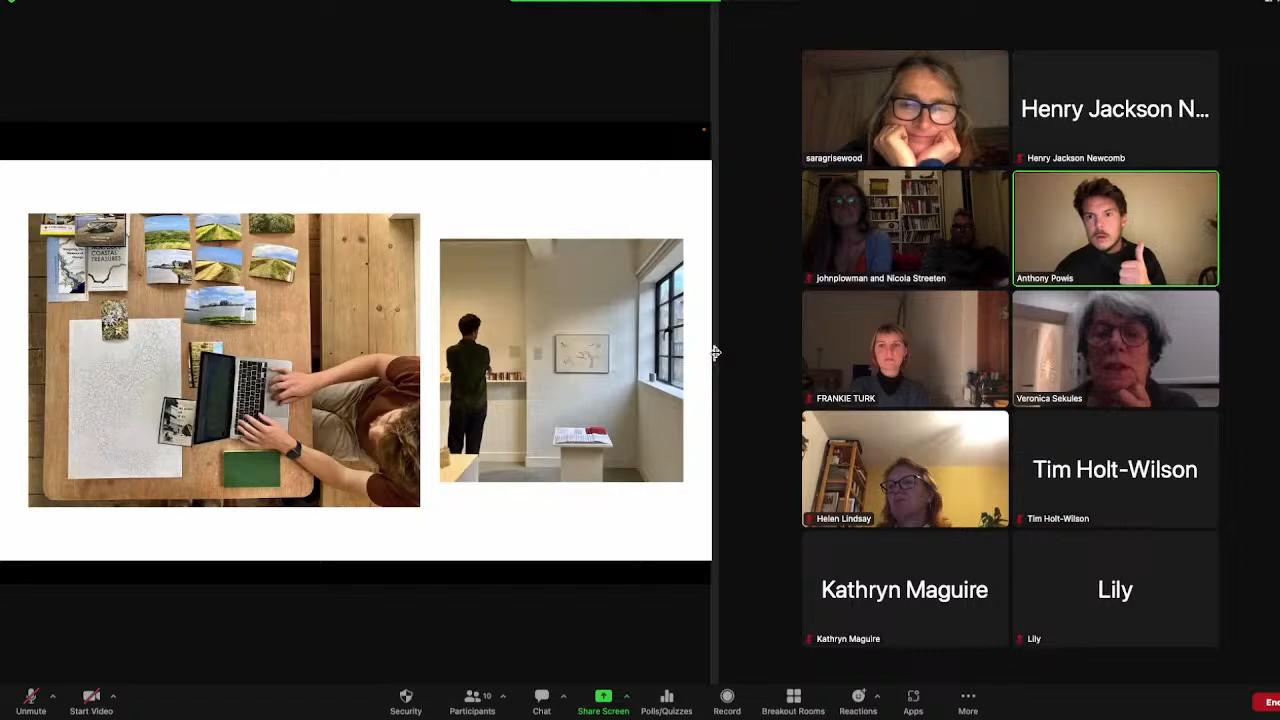 COASTAL
TREASURES
saragrisewood
Henry Jackson N...
Henry Jackson Newcomb
johnplowman and Nicola Streeten
Anthony Powis
FRANKIE TURK
Veronica Sekules
Helen Lindsay
Tim Holt-Wilson
Tim Holt-Wilson
Kathryn Maguire
Kathryn Maguire
Lily
Lily
Unmute
Start Video
Security
Participants
10
Chat
Share Screen
Polls/Quizzes
Record
Breakout Rooms
Reactions
Apps
More